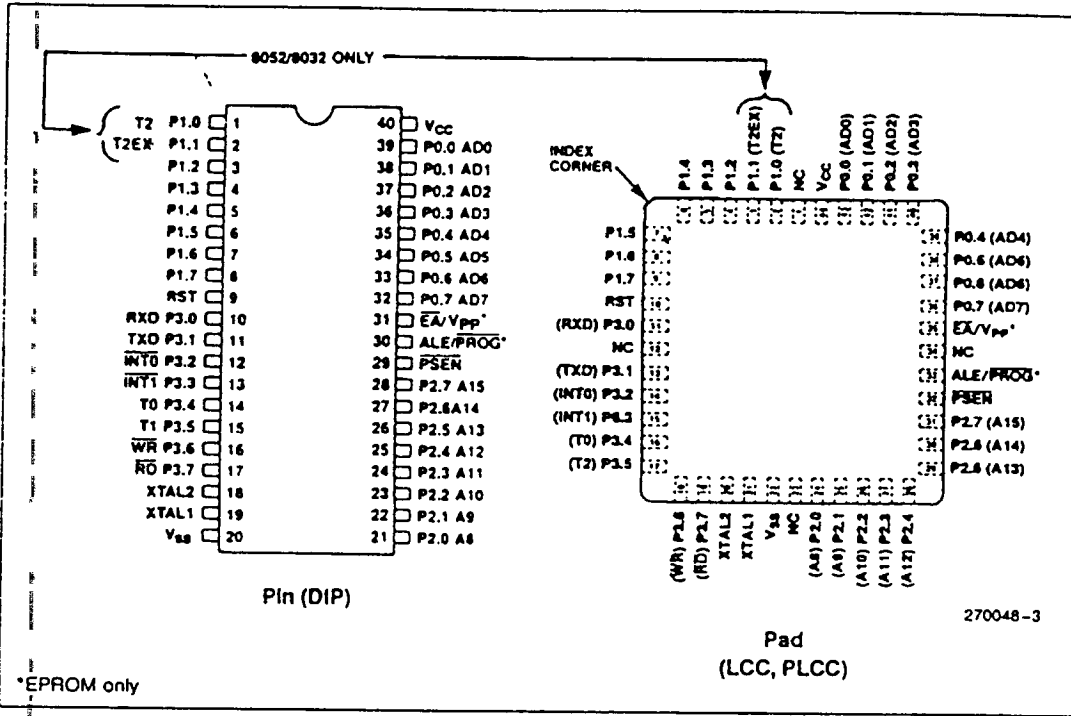 8052/8032 ONLY
T2 P1.0 1
T2EX P1.1 2
P1.2 3
P1.3 4
P1.4 5
P1.5 6
P1.6 7
P1.7 8
RST 9
RXD P3.0 10
TXD P3.1 11
INT0 P3.2 12
INT1 P3.3 13
T0 P3.4 14
T1 P3.5 15
WR P3.6 16
RD P3.7 17
XTAL2 18
XTAL1 19
VSS 20
40 VCC
39 P0.0 AD0
38 P0.1 AD1
37 P0.2 AD2
36 P0.3 AD3
35 P0.4 AD4
34 P0.5 AD5
33 P0.6 AD6
32 P0.7 AD7
31 EA/VPP*
30 ALE/PROG*
29 PSEN
28 P2.7 A15
27 P2.6A14
26 P2.5 A13
25 P2.4 A12
24 P2.3 A11
23 P2.2 A10
22 P2.1 A9
21 P2.0 A8
Pin (DIP)
INDEX
CORNER
P1.4
P1.3
P1.2
P1.1 (T2EX)
P1.0 (T2)
NC
VCC
P0.0 (AD0)
P0.1 (AD1)
P0.2 (AD2)
P0.3 (AD3)
P1.5
P1.6
P1.7
RST
(RXD) P3.0
NC
(TXD) P3.1
(INT0) P3.2
(INT1) P6.3
(T0) P3.4
(T2) P3.5
P0.4 (AD4)
P0.6 (AD6)
P0.6 (AD6)
P0.7 (AD7)
EA/VPP*
NC
ALE/PROG*
PSEN
P2.7 (A15)
P2.6 (A14)
P2.6 (A13)
(WR) P3.6
(RD) P3.7
XTAL2
XTAL1
VSS
NC
(A8) P2.0
(A9) P2.1
(A10) P2.2
(A11) P2.3
(A12) P2.4
270048-3
Pad
(LCC, PLCC)
*EPROM only